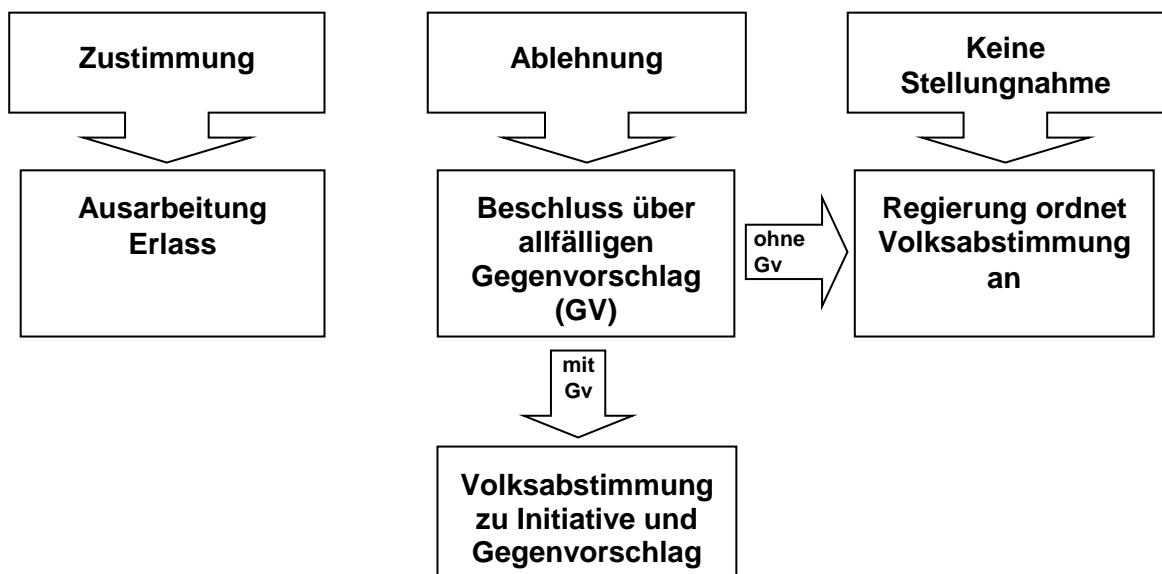 Zustimmung
Ablehnung
Keine
Stellungnahme
Ausarbeitung
Erlass
Beschluss über
allfälligen
Gegenvorschlag
(GV)
ohne
Gv
Regierung ordnet
Volksabstimmung
an
mit
Gv
Volksabstimmung
zu Initiative und
Gegenvorschlag